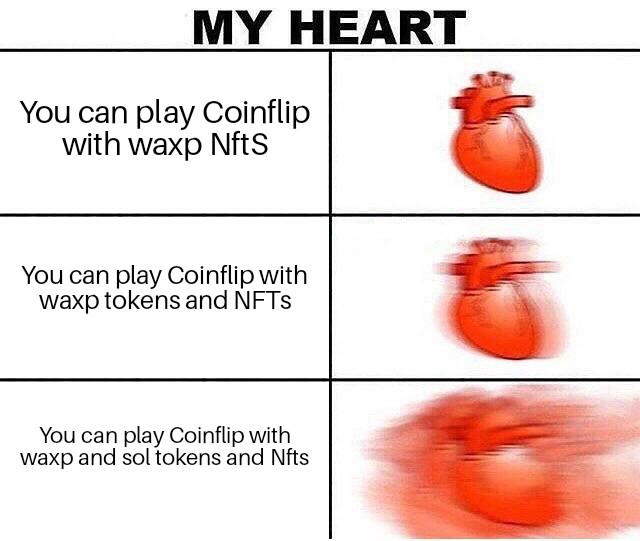 MY HEART
You can play Coinflip
with waxp NftS
You can play Coinflip with
waxp tokens and NFTs
You can play Coinflip with
waxp and sol tokens and Nfts